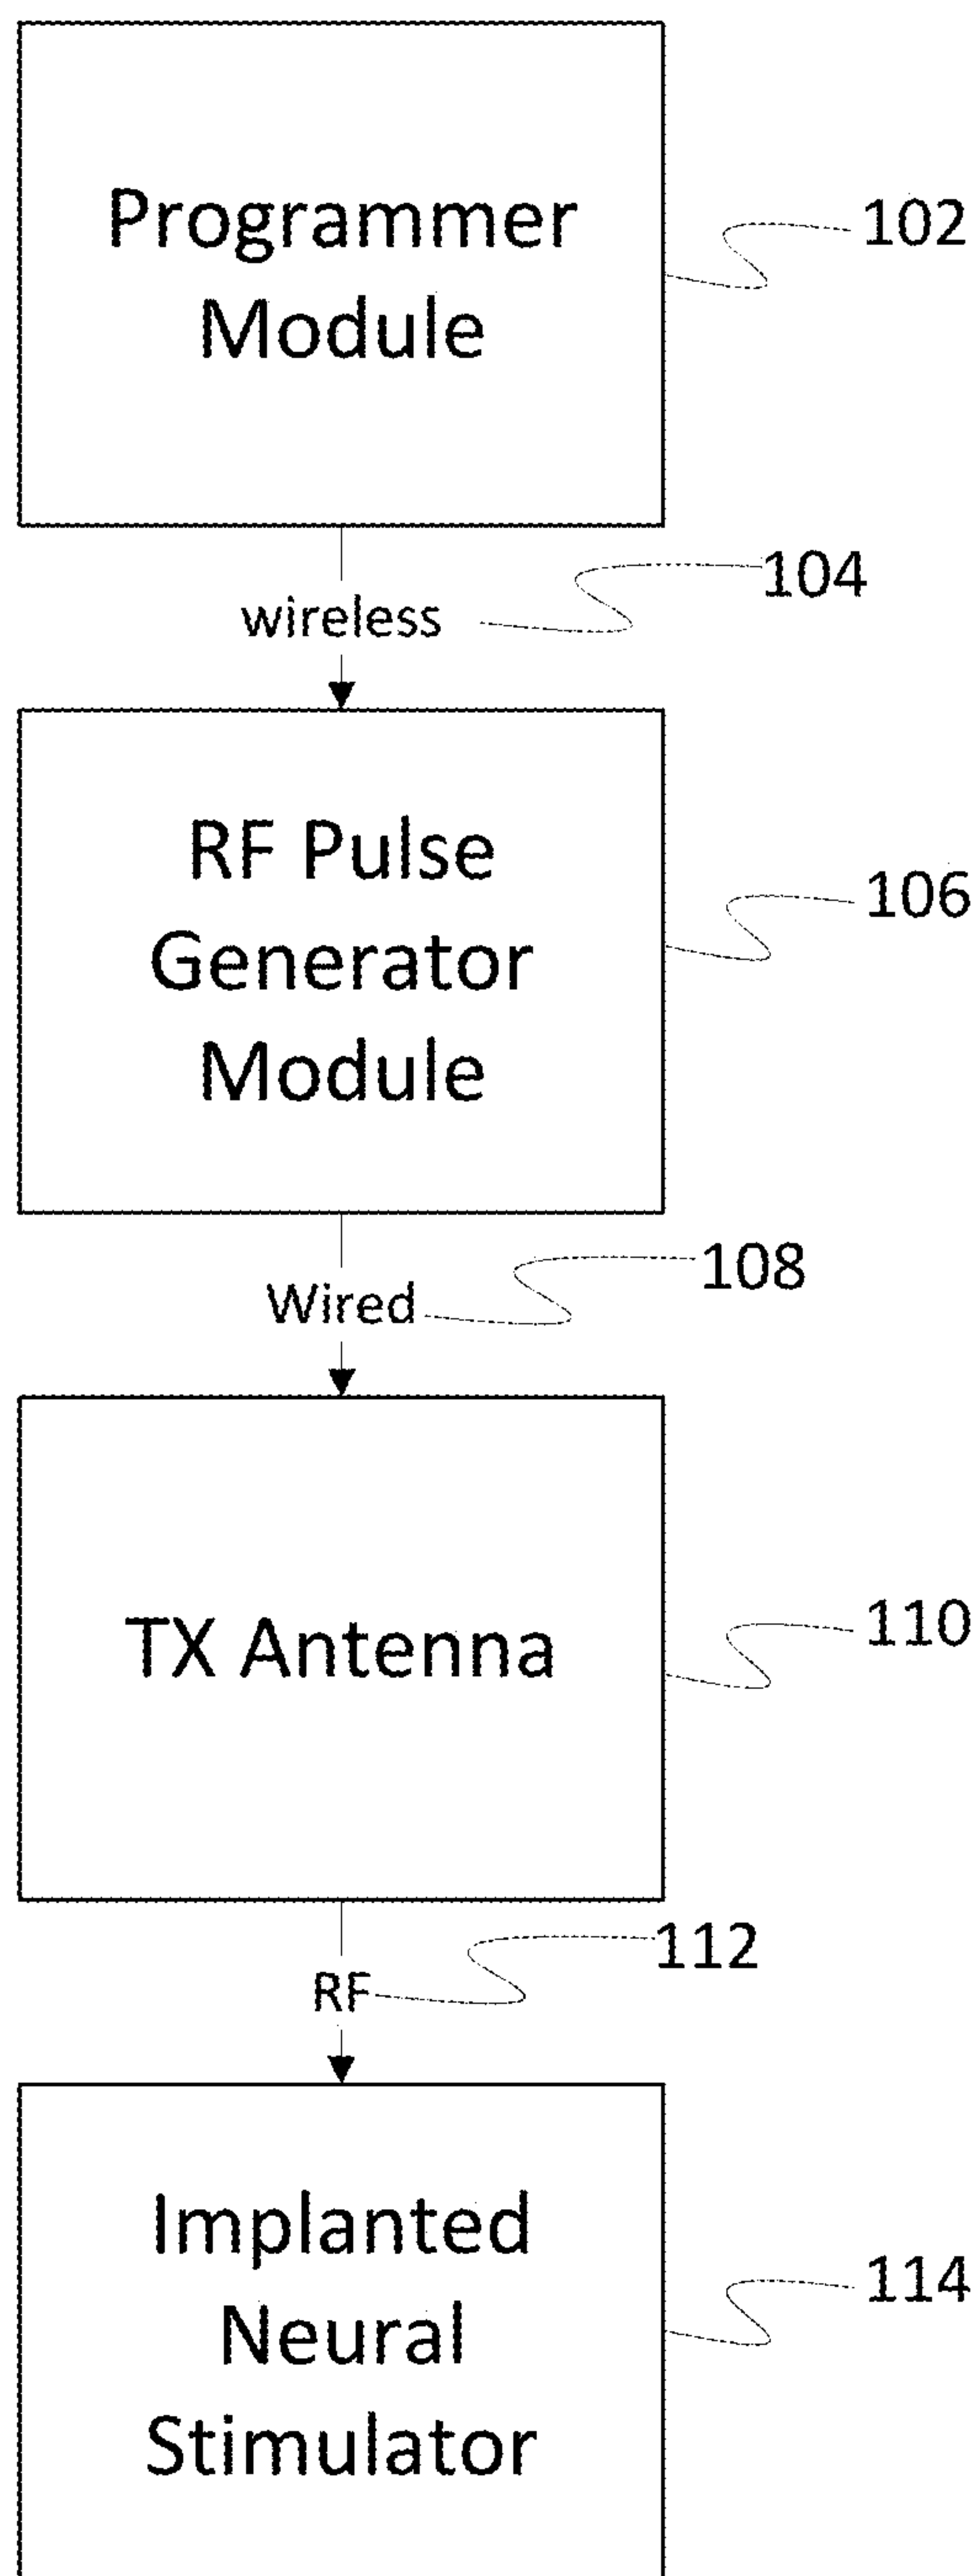 Programmer
Module
102
104
wireless
RF Pulse
Generator
Module
106
108
Wired
TX Antenna
110
112
RF
Implanted
Neural
Stimulator
114